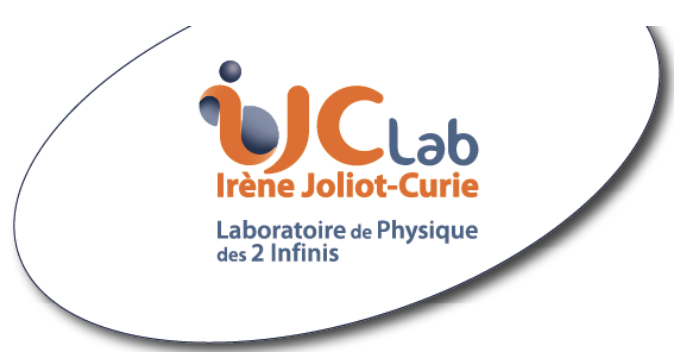 IJCLab
Irène Joliot-Curie
Laboratoire de Physique
des 2 Infinis